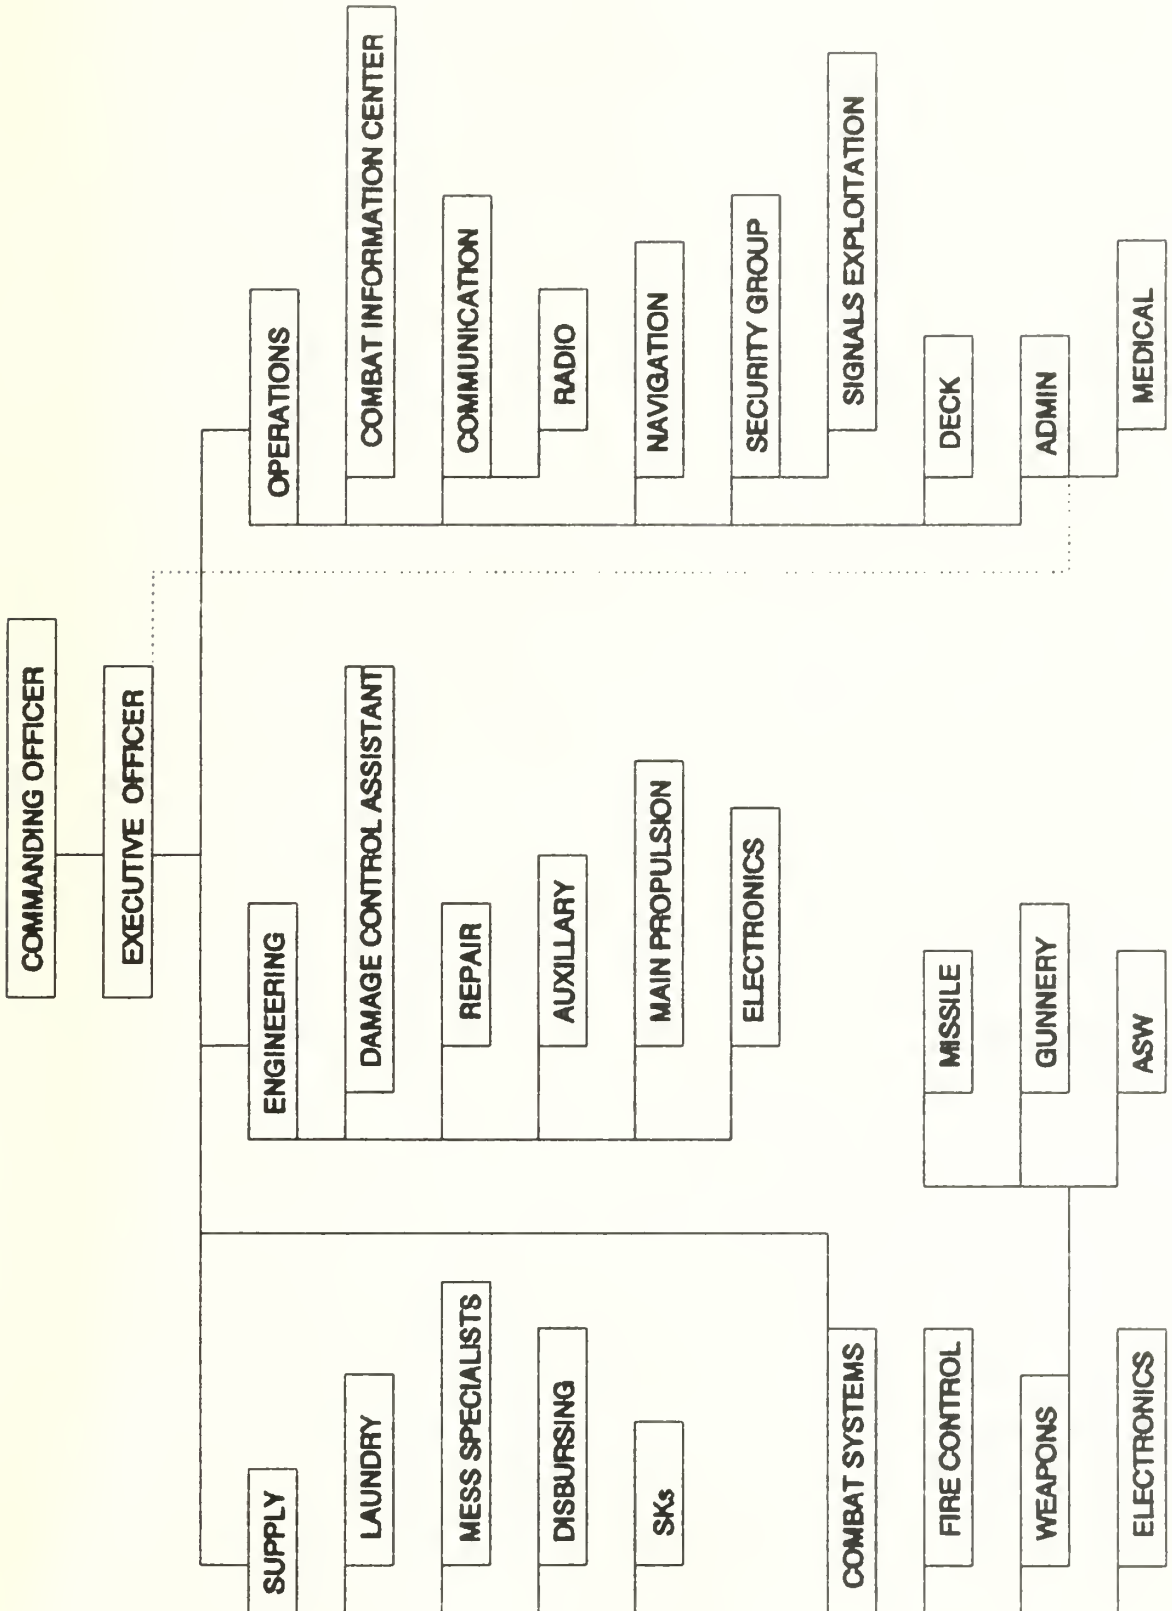 COMMANDING OFFICER
EXECUTIVE OFFICER
SUPPLY
LAUNDRY
MESS SPECIALISTS
DISBURSING
SKs
COMBAT SYSTEMS
FIRE CONTROL
WEAPONS
ELECTRONICS
MISSILE
GUNNERY
ASW
ENGINEERING
DAMAGE CONTROL ASSISTANT
REPAIR
AUXILLARY
MAIN PROPULSION
ELECTRONICS
OPERATIONS
COMBAT INFORMATION CENTER
COMMUNICATION
RADIO
NAVIGATION
SECURITY GROUP
SIGNALS EXPLOITATION
DECK
ADMIN
MEDICAL